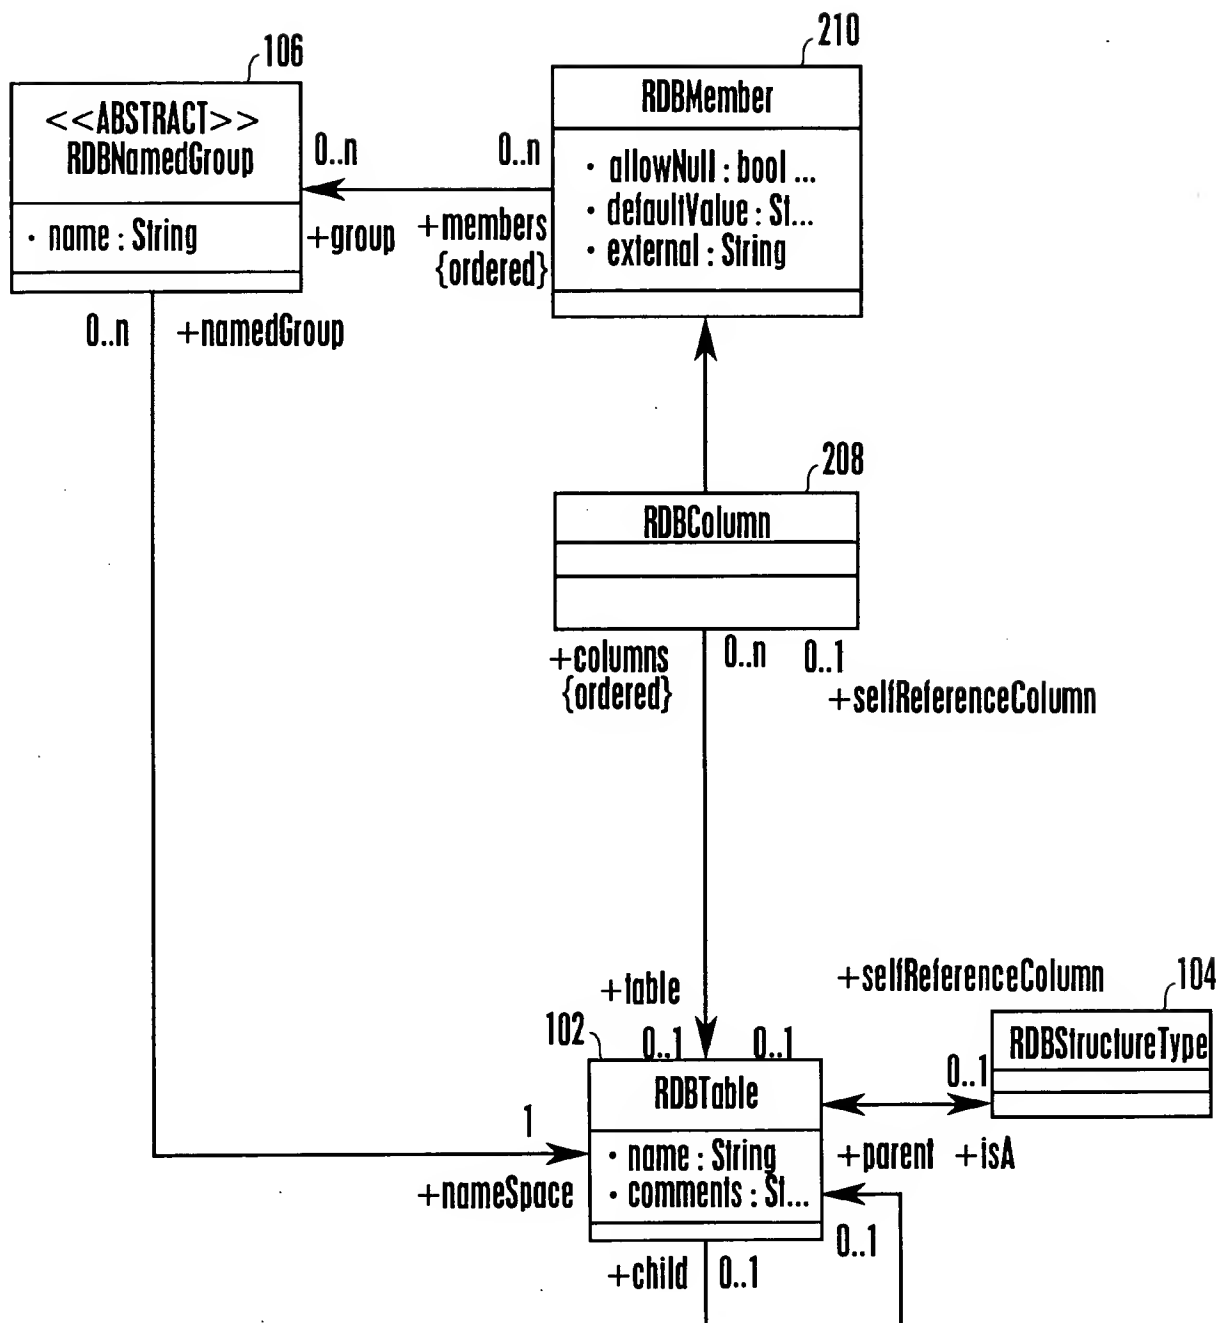 106
<<ABSTRACT>>
RDBNamedGroup
· name : String
0..n
+group
0..n
+members
{ordered}
210
RDBMember
· allowNull : bool ...
· defaultValue : St...
· external : String
0..n
+namedGroup
208
RDBColumn
+columns
{ordered}
0..n
0..1
+selfReferenceColumn
+table
0..1
0..1
+selfReferenceColumn
104
RDBStructureType
0..1
102
RDBTable
· name : String
· comments : St...
1
+nameSpace
+parent
+isA
0..1
+child
0..1